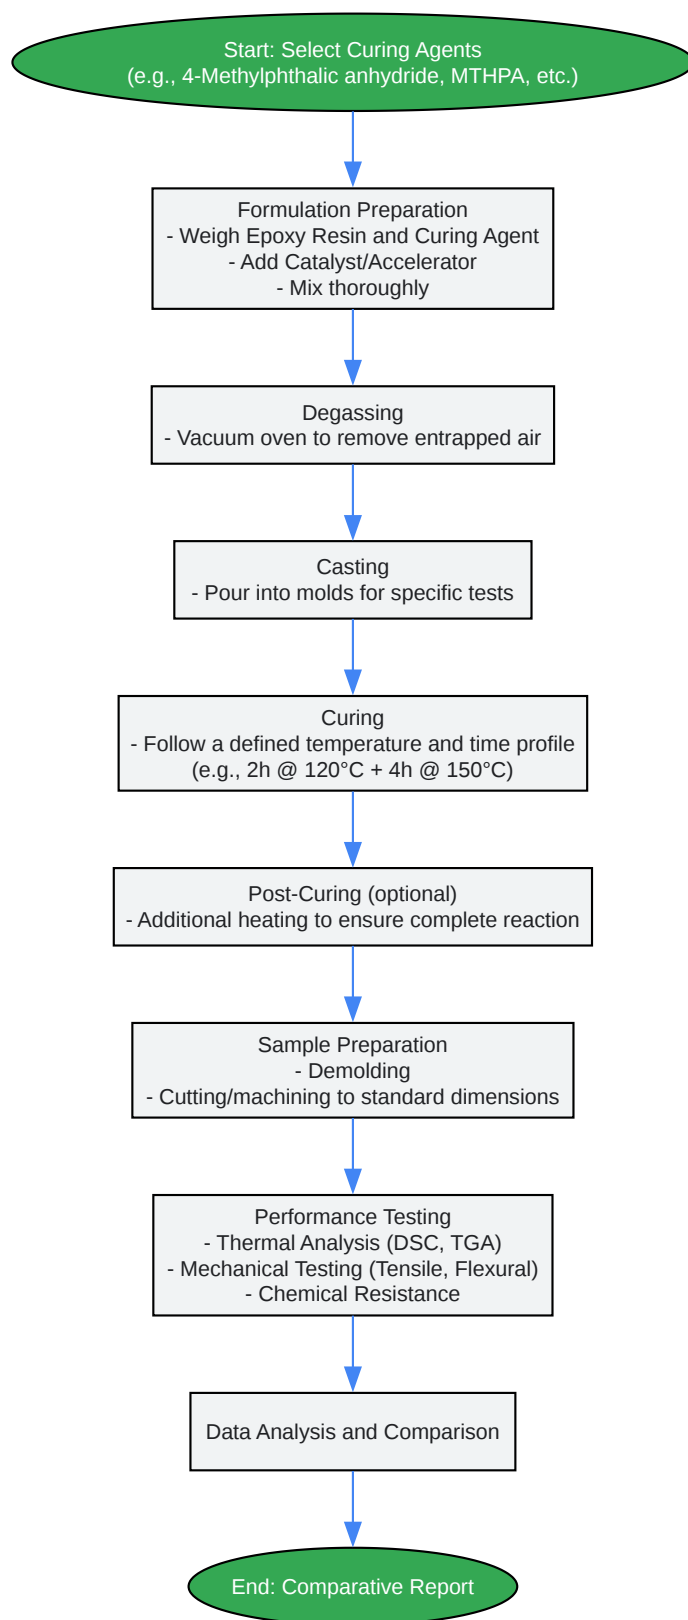 Start: Select Curing Agents
(e.g., 4-Methylphthalic anhydride, MTHPA, etc.)
Formulation Preparation
- Weigh Epoxy Resin and Curing Agent
- Add Catalyst/Accelerator
- Mix thoroughly
Degassing
- Vacuum oven to remove entrapped air
Casting
- Pour into molds for specific tests
Curing
- Follow a defined temperature and time profile
(e.g., 2h @ 120°C + 4h @ 150°C)
Post-Curing (optional)
- Additional heating to ensure complete reaction
Sample Preparation
- Demolding
- Cutting/machining to standard dimensions
Performance Testing
- Thermal Analysis (DSC, TGA)
- Mechanical Testing (Tensile, Flexural)
- Chemical Resistance
Data Analysis and Comparison
End: Comparative Report